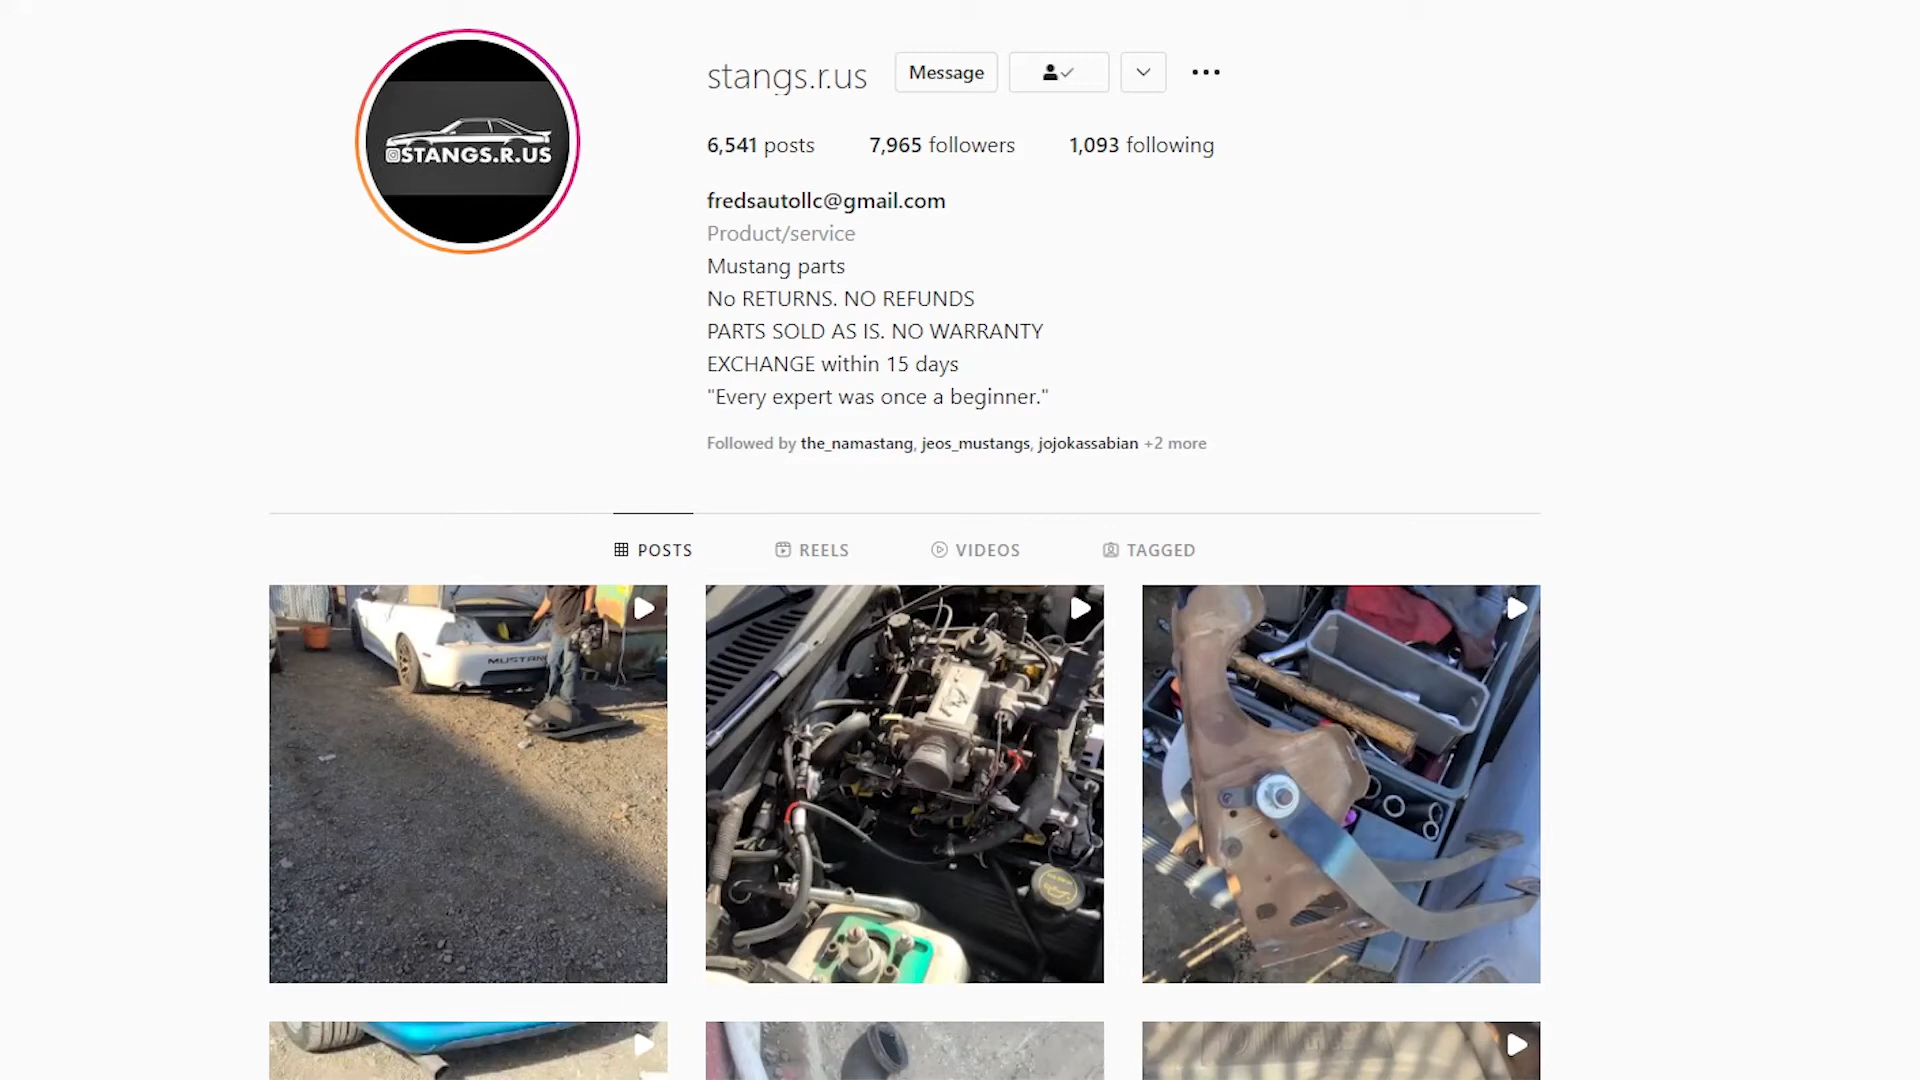 stangs.r.us Message
STANGS.R.US
6,541 posts 7,965 followers 1,093 following
fredsautollc@gmail.com
Product/service
Mustang parts
No RETURNS. NO REFUNDS
PARTS SOLD AS IS. NO WARRANTY
EXCHANGE within 15 days
"Every expert was once a beginner."
Followed by the_namastang, jeos_mustangs, jojokassabian +2 more
POSTS REELS VIDEOS TAGGED
MUSTANG